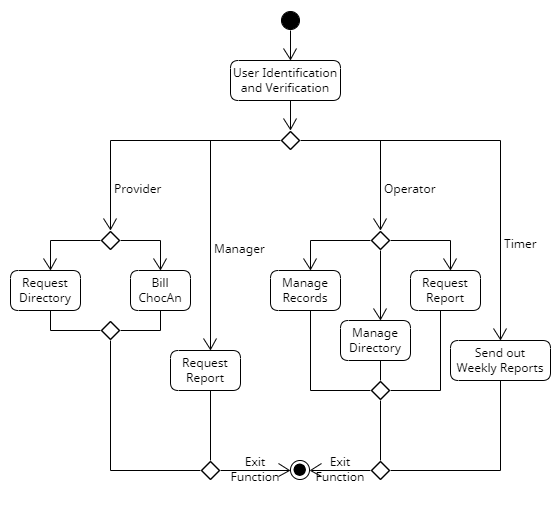 User Identification
and Verification
Provider
Operator
Manager
Timer
Request
Directory
Bill
ChocAn
Manage
Records
Request
Report
Manage
Directory
Request
Report
Send out
Weekly Reports
Exit
Function
Exit
Function